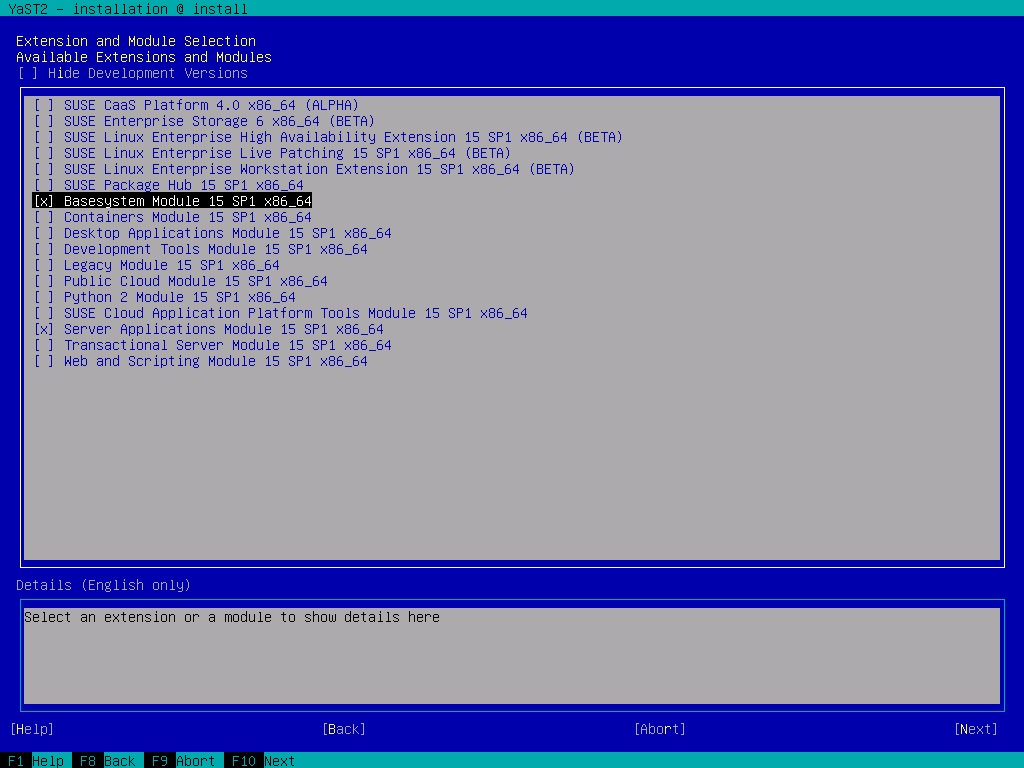 YaST2 - installation @ install
Extension and Module Selection
Available Extensions and Modules
[ ] Hide Development Versions
[ ] SUSE CaaS Platform 4.0 x86_64 (ALPHA)
[ ] SUSE Enterprise Storage 6 x86_64 (BETA)
[ ] SUSE Linux Enterprise High Availability Extension 15 SP1 x86_64 (BETA)
[ ] SUSE Linux Enterprise Live Patching 15 SP1 x86_64 (BETA)
[ ] SUSE Linux Enterprise Workstation Extension 15 SP1 x86_64 (BETA)
[ ] SUSE Package Hub 15 SP1 x86_64
[x] Basesystem Module 15 SP1 x86_64
[ ] Containers Module 15 SP1 x86_64
[ ] Desktop Applications Module 15 SP1 x86_64
[ ] Development Tools Module 15 SP1 x86_64
[ ] Legacy Module 15 SP1 x86_64
[ ] Public Cloud Module 15 SP1 x86_64
[ ] Python 2 Module 15 SP1 x86_64
[ ] SUSE Cloud Application Platform Tools Module 15 SP1 x86_64
[x] Server Applications Module 15 SP1 x86_64
[ ] Transactional Server Module 15 SP1 x86_64
[ ] Web and Scripting Module 15 SP1 x86_64
Details (English only)
Select an extension or a module to show details here
[Help] [Back] [Abort] [Next]
F1 Help F8 Back F9 Abort F10 Next